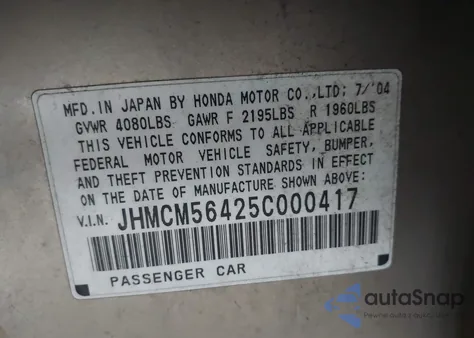 MFD. IN JAPAN BY HONDA MOTOR CO.,LTD; 7/'04
GVWR 4080LBS GAWR F 2195LBS R 1960LBS
THIS VEHICLE CONFORMS TO ALL APPLICABLE
FEDERAL MOTOR VEHICLE SAFETY, BUMPER,
AND THEFT PREVENTION STANDARDS IN EFFECT
ON THE DATE OF MANUFACTURE SHOWN ABOVE:
V.I.N. JHMCM56425C000417
PASSENGER CAR
autoSnap